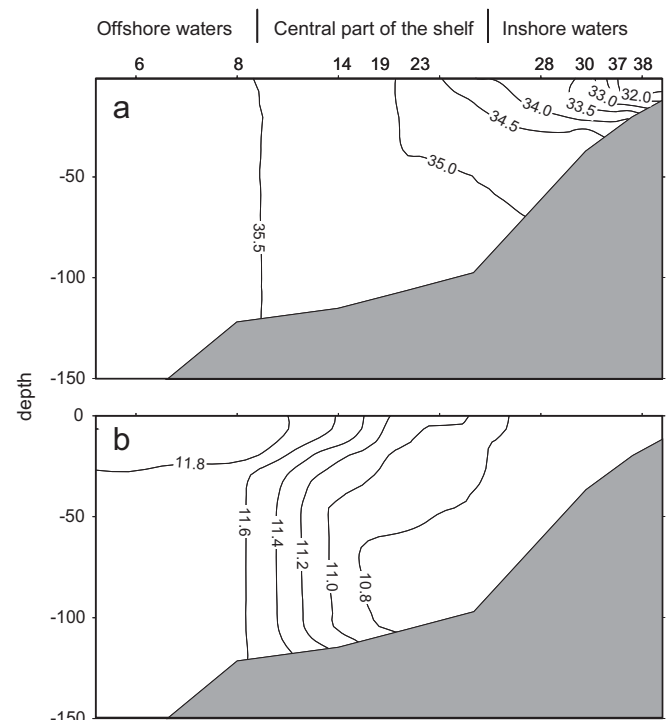 Offshore waters | Central part of the shelf | Inshore waters
6 8 14 19 23 28 30 37 38
a
33.0 32.0
34.0 33.5
34.5
35.0
-50
35.5
-100
-150
depth
0
b
11.8
-50
11.6 11.4 11.2 11.0 10.8
-100
-150